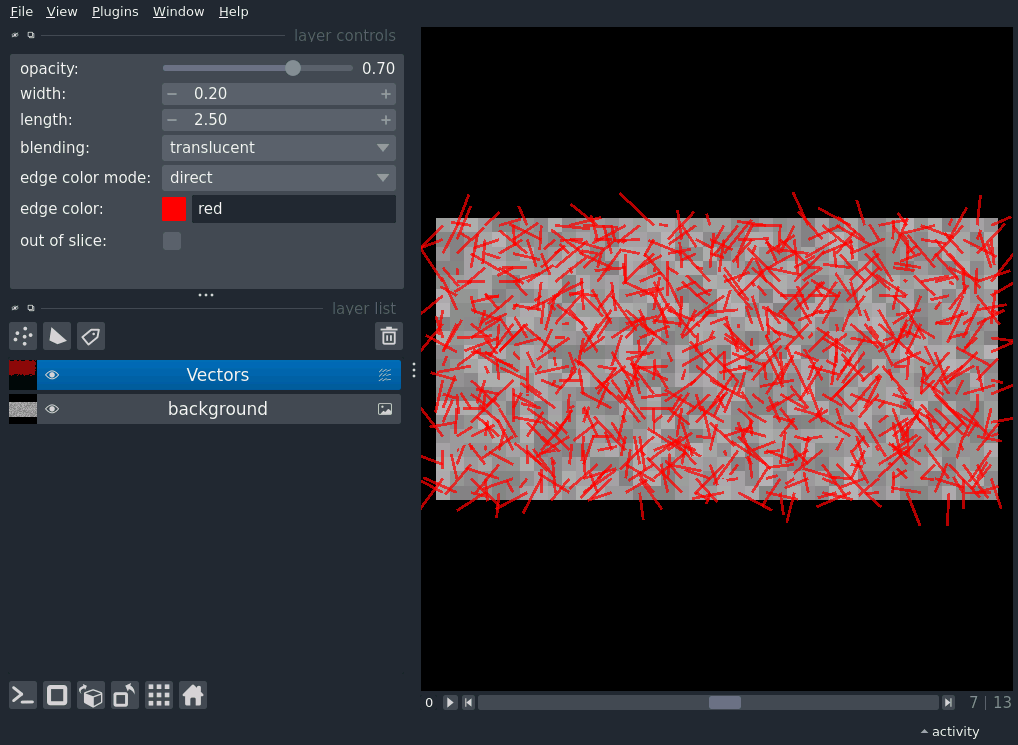 File View Plugins Window Help
layer controls
opacity: 0.70
width: − 0.20 +
length: − 2.50 +
blending: translucent
edge color mode: direct
edge color: red
out of slice:
layer list
Vectors
background
0 7 | 13
activity